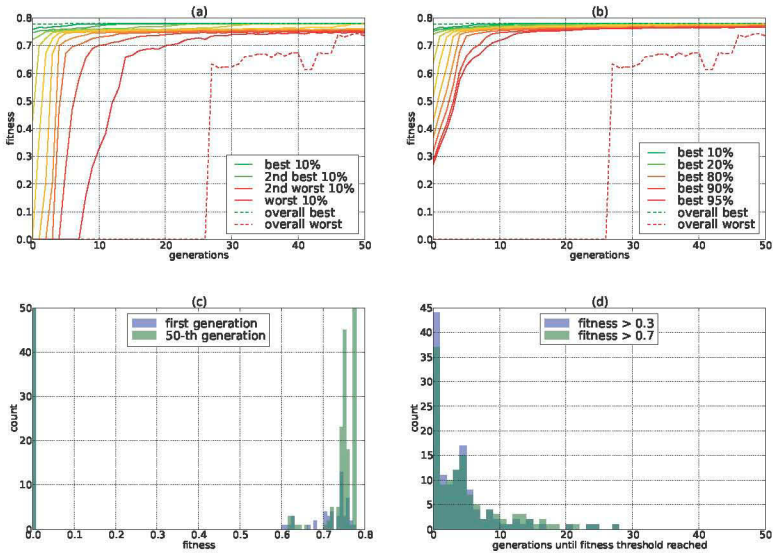 (a)
0.8
0.7
0.6
0.5
0.4
0.3
0.2
0.1
0.0
fitness
0 10 20 30 40 50
generations
best 10%
2nd best 10%
2nd worst 10%
worst 10%
overall best
overall worst
(b)
0.8
0.7
0.6
0.5
0.4
0.3
0.2
0.1
0.0
fitness
0 10 20 30 40 50
generations
best 10%
best 20%
best 80%
best 90%
best 95%
overall best
overall worst
(c)
50
40
30
20
10
0
count
0.0 0.1 0.2 0.3 0.4 0.5 0.6 0.7 0.8
fitness
first generation
50-th generation
(d)
45
40
35
30
25
20
15
10
5
0
count
0 10 20 30 40 50
generations until fitness threshold reached
fitness > 0.3
fitness > 0.7